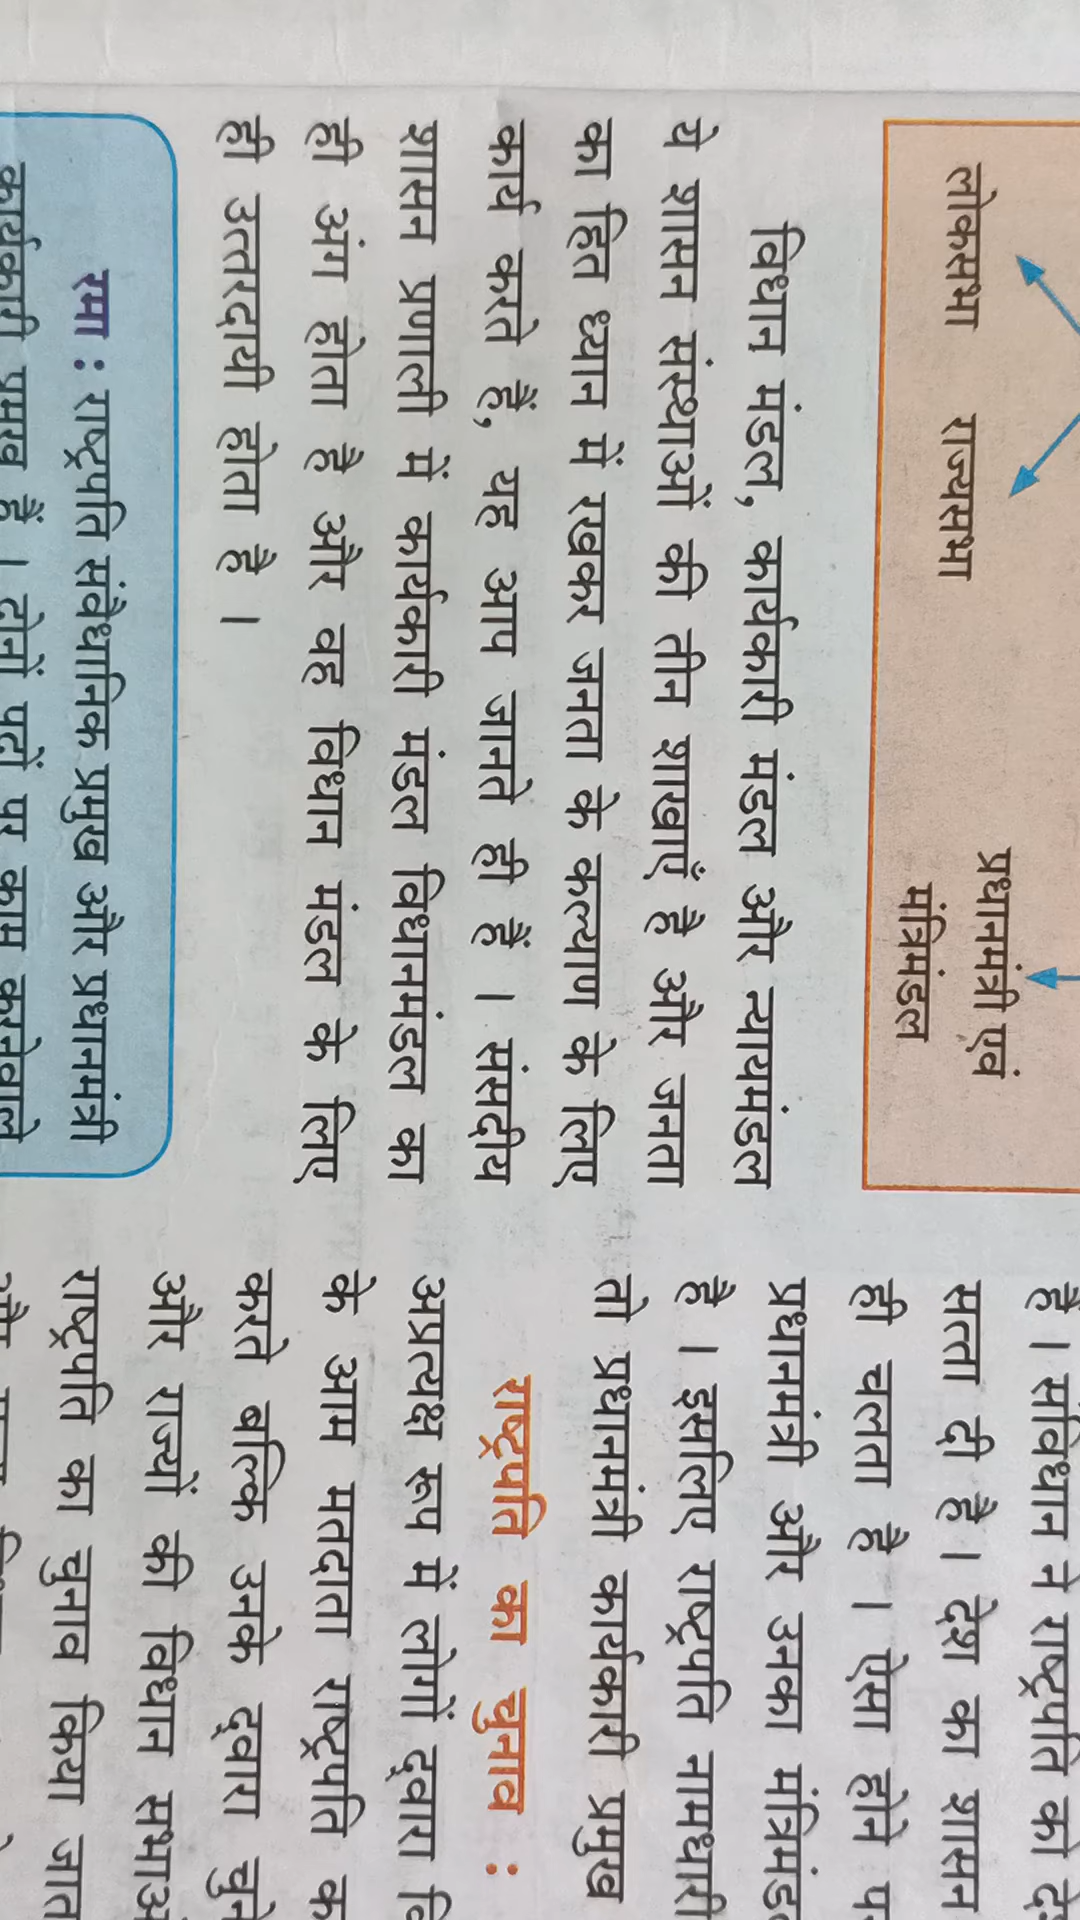 लोकसभा राज्यसभा
प्रधानमंत्री एवं
मंत्रिमंडल
विधान मंडल, कार्यकारी मंडल और न्यायमंडल
ये शासन संस्थाओं की तीन शाखाएँ है और जनता
का हित ध्यान में रखकर जनता के कल्याण के लिए
कार्य करते हैं, यह आप जानते ही हैं । संसदीय
शासन प्रणाली में कार्यकारी मंडल विधानमंडल का
ही अंग होता है और वह विधान मंडल के लिए
ही उत्तरदायी होता है ।
रमा : राष्ट्रपति संवैधानिक प्रमुख और प्रधानमंत्री
कार्यकारी प्रमुख हैं । दोनों पदों पर काम करनेवाले
है । संविधान ने राष्ट्रपति को
सत्ता दी है । देश का शासन
ही चलता है । ऐसा होने
प्रधानमंत्री और उनका
है । इसलिए राष्ट्रपति नामधारी
तो प्रधानमंत्री कार्यकारी प्रमुख
राष्ट्रपति का चुनाव :
अप्रत्यक्ष रूप में लोगों द्वारा
के आम मतदाता राष्ट्रपति
करते बल्कि उनके द्वारा
और राज्यों की विधान
राष्ट्रपति का चुनाव किया